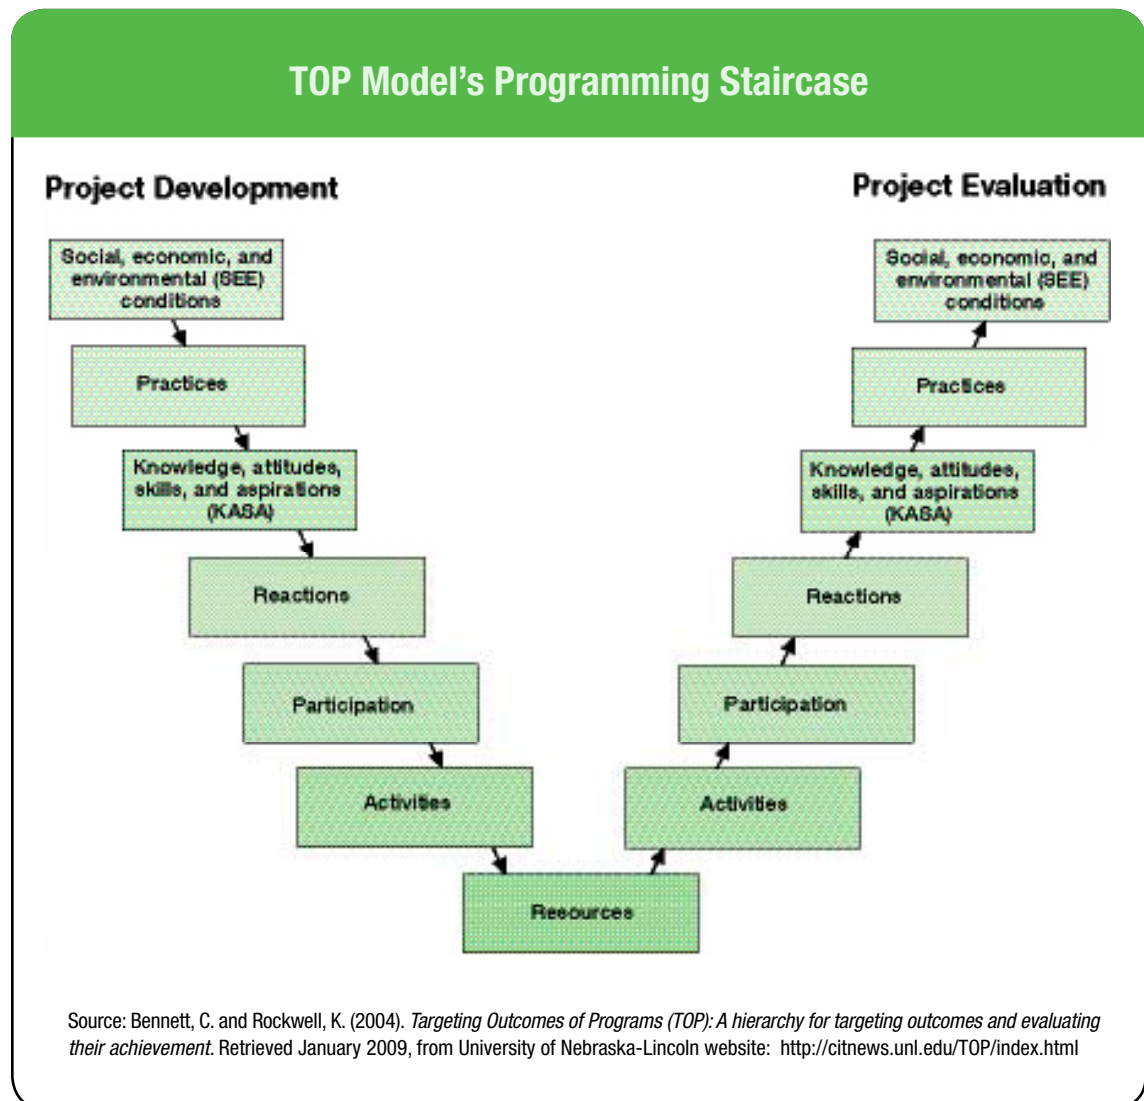 TOP Model's Programming Staircase
Project Development
Project Evaluation
Social, economic, and
environmental (SEE)
conditions
Social, economic, and
environmental (SEE)
conditions
Practices
Practices
Knowledge, attitudes,
skills, and aspirations
(KASA)
Knowledge, attitudes,
skills, and aspirations
(KASA)
Reactions
Reactions
Participation
Participation
Activities
Activities
Resources
Source: Bennett, C. and Rockwell, K. (2004). Targeting Outcomes of Programs (TOP): A hierarchy for targeting outcomes and evaluating
their achievement. Retrieved January 2009, from University of Nebraska-Lincoln website: http://citnews.unl.edu/TOP/index.html